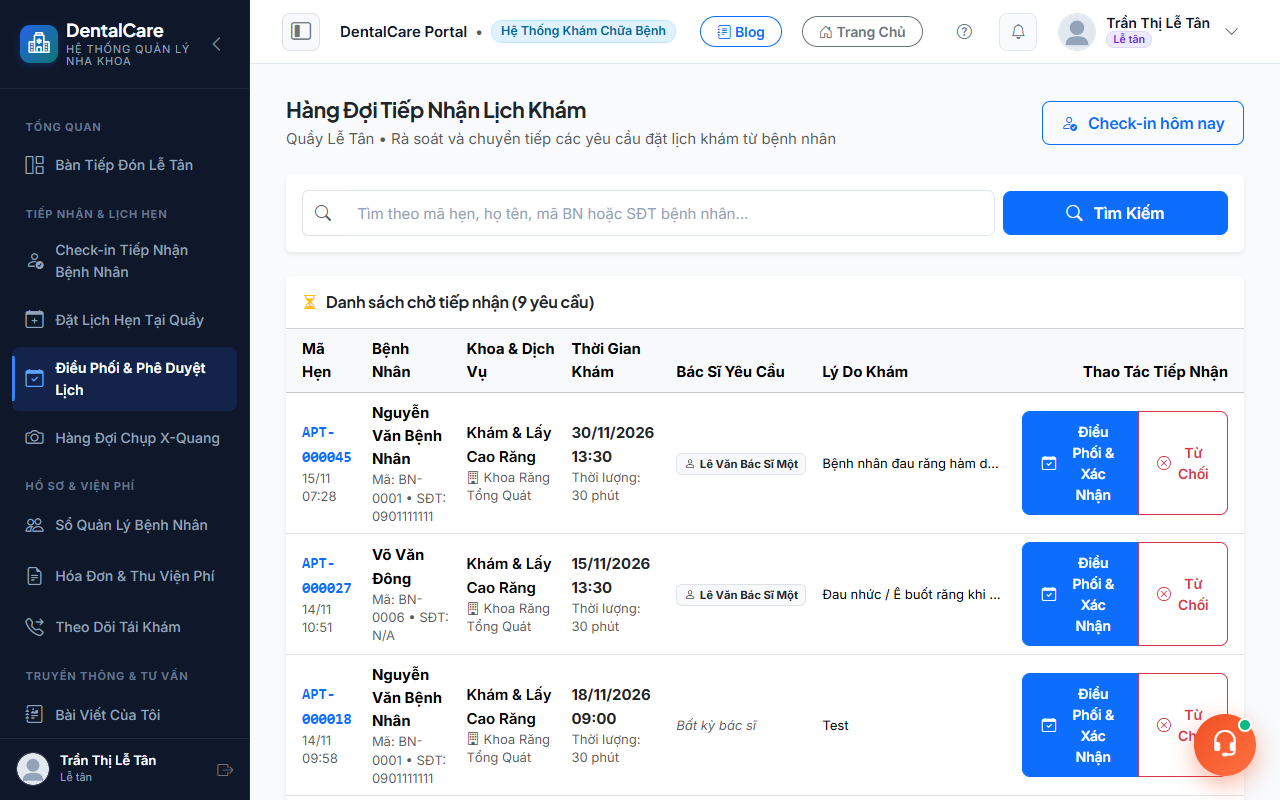 DentalCare
HỆ THỐNG QUẢN LÝ
NHA KHOA
TỔNG QUAN
Bàn Tiếp Đón Lễ Tân
TIẾP NHẬN & LỊCH HẸN
Check-in Tiếp Nhận
Bệnh Nhân
Đặt Lịch Hẹn Tại Quầy
Điều Phối & Phê Duyệt
Lịch
Hàng Đợi Chụp X-Quang
HỒ SƠ & VIỆN PHÍ
Sổ Quản Lý Bệnh Nhân
Hóa Đơn & Thu Viện Phí
Theo Dõi Tái Khám
TRUYỀN THÔNG & TƯ VẤN
Bài Viết Của Tôi
Trần Thị Lễ Tân
Lễ tân
DentalCare Portal • Hệ Thống Khám Chữa Bệnh
Blog
Trang Chủ
Trần Thị Lễ Tân
Lễ tân
Hàng Đợi Tiếp Nhận Lịch Khám
Quầy Lễ Tân • Rà soát và chuyển tiếp các yêu cầu đặt lịch khám từ bệnh nhân
Check-in hôm nay
Tìm theo mã hẹn, họ tên, mã BN hoặc SĐT bệnh nhân...
Tìm Kiếm
Danh sách chờ tiếp nhận (9 yêu cầu)
Mã
Hẹn
Bệnh
Nhân
Khoa & Dịch
Vụ
Thời Gian
Khám
Bác Sĩ Yêu Cầu
Lý Do Khám
Thao Tác Tiếp Nhận
APT-
000045
15/11
07:28
Nguyễn
Văn Bệnh
Nhân
Mã: BN-
0001 • SĐT:
0901111111
Khám & Lấy
Cao Răng
Khoa Răng
Tổng Quát
30/11/2026
13:30
Thời lượng:
30 phút
Lê Văn Bác Sĩ Một
Bệnh nhân đau răng hàm d...
Điều
Phối &
Xác
Nhận
Từ
Chối
APT-
000027
14/11
10:51
Võ Văn
Đông
Mã: BN-
0006 • SĐT:
N/A
Khám & Lấy
Cao Răng
Khoa Răng
Tổng Quát
15/11/2026
13:30
Thời lượng:
30 phút
Lê Văn Bác Sĩ Một
Đau nhức / Ê buốt răng khi ...
Điều
Phối &
Xác
Nhận
Từ
Chối
APT-
000018
14/11
09:58
Nguyễn
Văn Bệnh
Nhân
Mã: BN-
0001 • SĐT:
0901111111
Khám & Lấy
Cao Răng
Khoa Răng
Tổng Quát
18/11/2026
09:00
Thời lượng:
30 phút
Bất kỳ bác sĩ
Test
Điều
Phối &
Xác
Nhận
Từ